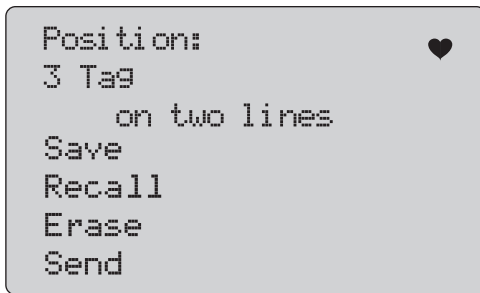 Position:
3 Tag
on two lines
Save
Recall
Erase
Send